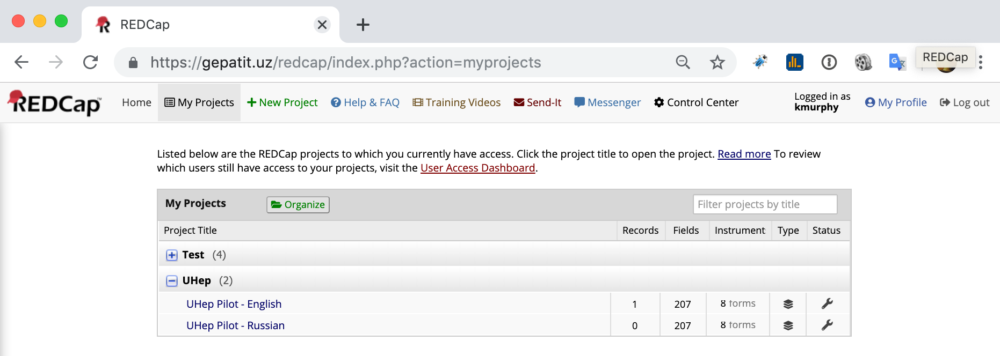 REDCap
https://gepatit.uz/redcap/index.php?action=myprojects
REDCap
REDCap Home My Projects New Project Help & FAQ Training Videos Send-It Messenger Control Center Logged in as kmurphy My Profile Log out
Listed below are the REDCap projects to which you currently have access. Click the project title to open the project. Read more To review
which users still have access to your projects, visit the User Access Dashboard.
My Projects Organize Filter projects by title
Project Title Records Fields Instrument Type Status
Test (4)
UHep (2)
UHep Pilot - English 1 207 8 forms
UHep Pilot - Russian 0 207 8 forms